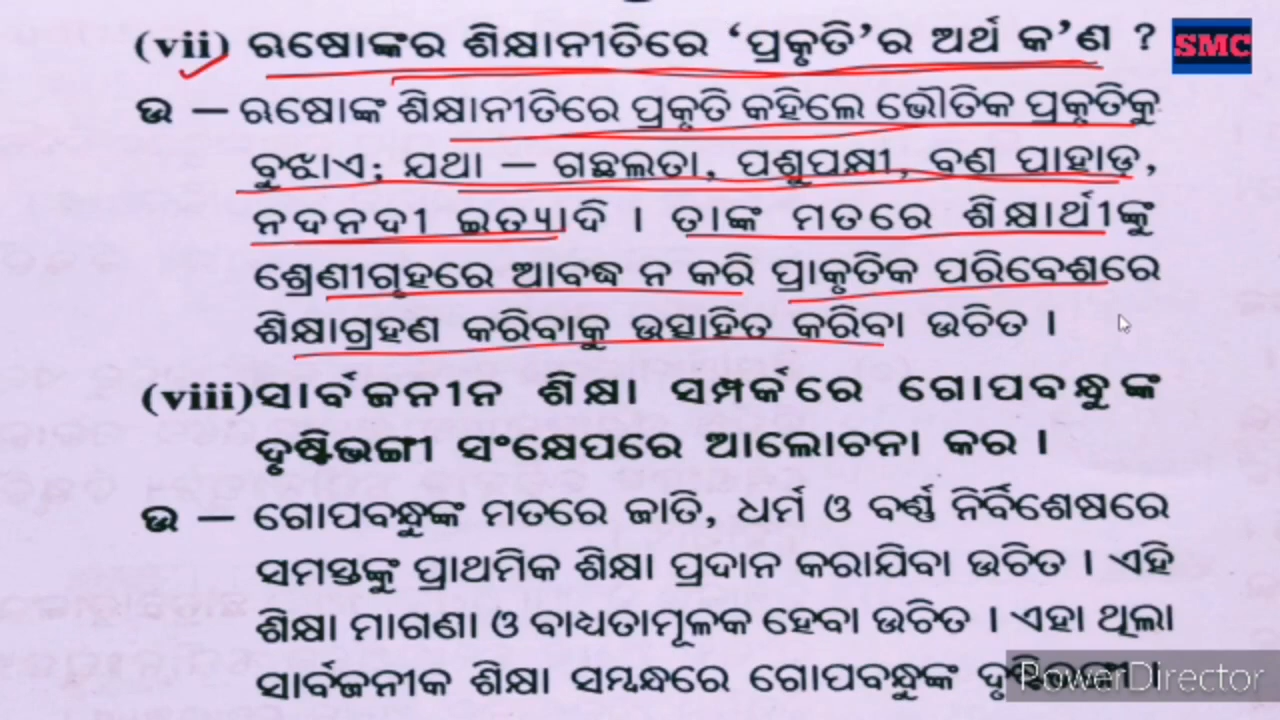 (vii) ଋଷୋଙ୍କର ଶିକ୍ଷାନୀତିରେ ‘ପ୍ରକୃତି’ର ଅର୍ଥ କ’ଣ ?
SMC
ଉ – ଋଷୋଙ୍କ ଶିକ୍ଷାନୀତିରେ ପ୍ରକୃତି କହିଲେ ଭୌତିକ ପ୍ରକୃତିକୁ
ବୁଝାଏ; ଯଥା – ଗଛଲତା, ପଶୁପକ୍ଷୀ, ବଣ ପାହାଡ,
ନଦନଦୀ ଇତ୍ୟାଦି । ତାଙ୍କ ମତରେ ଶିକ୍ଷାର୍ଥୀଙ୍କୁ
ଶ୍ରେଣୀଗୃହରେ ଆବଦ୍ଧ ନ କରି ପ୍ରାକୃତିକ ପରିବେଶରେ
ଶିକ୍ଷାଗ୍ରହଣ କରିବାକୁ ଉତ୍ସାହିତ କରିବା ଉଚିତ ।
(viii) ସାର୍ବଜନୀନ ଶିକ୍ଷା ସମ୍ପର୍କରେ ଗୋପବନ୍ଧୁଙ୍କ
ଦୃଷ୍ଟିଭଙ୍ଗୀ ସଂକ୍ଷେପରେ ଆଲୋଚନା କର ।
ଉ – ଗୋପବନ୍ଧୁଙ୍କ ମତରେ ଜାତି, ଧର୍ମ ଓ ବର୍ଣ୍ଣ ନିର୍ବିଶେଷରେ
ସମସ୍ତଙ୍କୁ ପ୍ରାଥମିକ ଶିକ୍ଷା ପ୍ରଦାନ କରାଯିବା ଉଚିତ । ଏହି
ଶିକ୍ଷା ମାଗଣା ଓ ବାଧ୍ୟତାମୂଳକ ହେବା ଉଚିତ । ଏହା ଥିଲା
ସାର୍ବଜନୀକ ଶିକ୍ଷା ସମ୍ବନ୍ଧରେ ଗୋପବନ୍ଧୁଙ୍କ ଦୃଷ୍ଟିଭଙ୍ଗୀ ।
PowerDirector